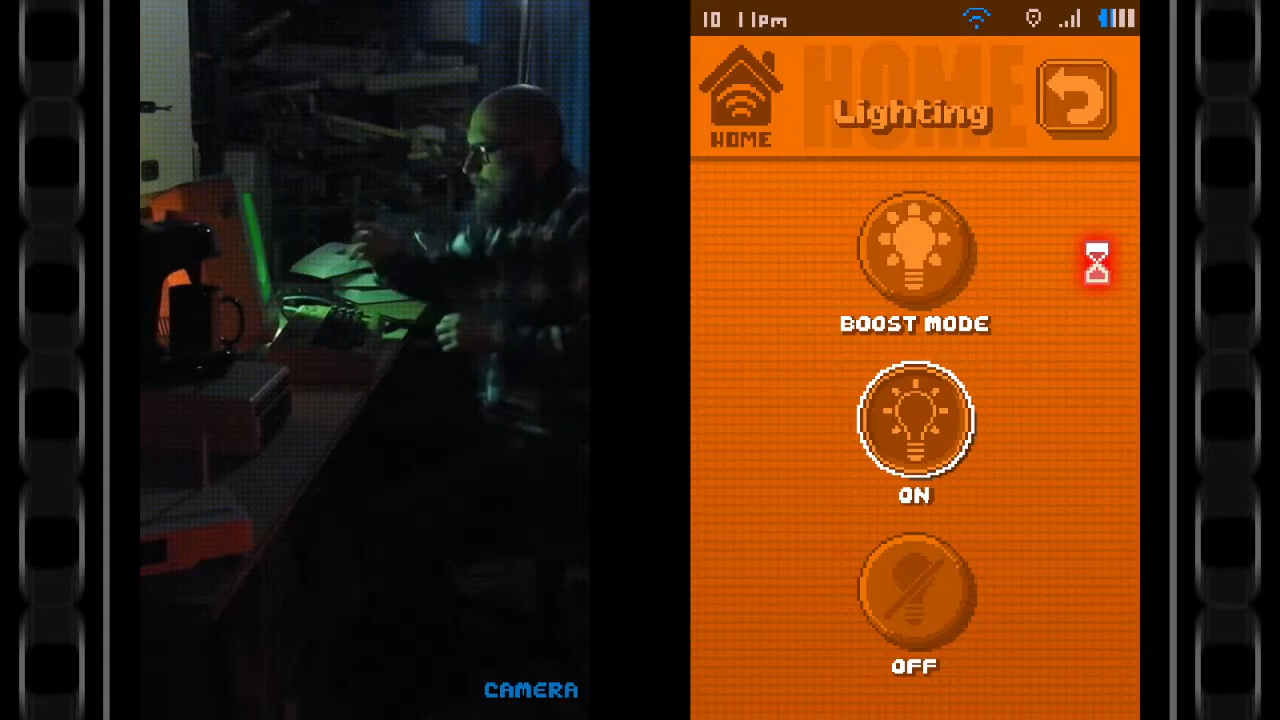 10 11pm
HOME
Lighting
HOME
BOOST MODE
ON
OFF
CAMERA